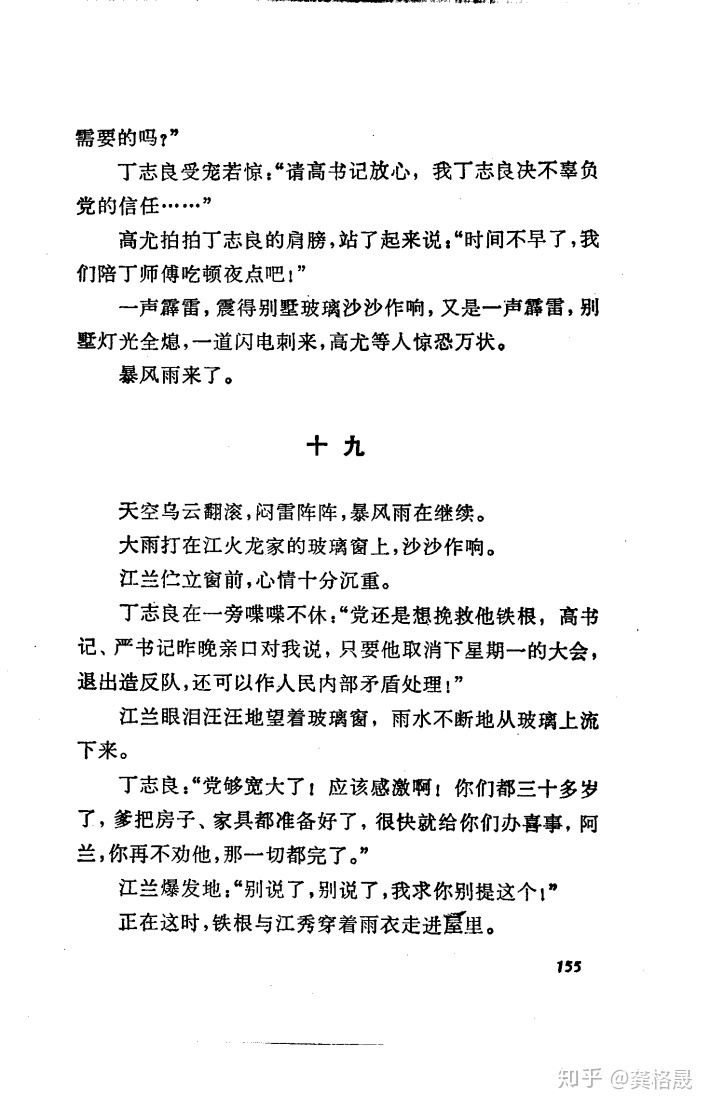 需要的吗？”
丁志良受宠若惊：“请高书记放心，我丁志良决不辜负
党的信任……”
高尤拍拍丁志良的肩膀，站了起来说：“时间不早了，我
们陪丁师傅吃顿夜点吧！”
一声霹雷，震得别墅玻璃沙沙作响，又是一声霹雷，别
墅灯光全熄，一道闪电刺来，高尤等人惊恐万状。
暴风雨来了。
十九
天空乌云翻滚，闷雷阵阵，暴风雨在继续。
大雨打在江火龙家的玻璃窗上，沙沙作响。
江兰伫立窗前，心情十分沉重。
丁志良在一旁喋喋不休：“党还是想挽救他铁根，高书
记、严书记昨晚亲口对我说，只要他取消下星期一的大会，
退出造反队，还可以作人民内部矛盾处理！”
江兰眼泪汪汪地望着玻璃窗，雨水不断地从玻璃上流
下来。
丁志良：“党够宽大了！应该感激啊！你们都三十多岁
了，爹把房子、家具都准备好了，很快就给你们办喜事，阿
兰，你再不劝他，那一切都完了。”
江兰爆发地：“别说了，别说了，我求你别提这个！”
正在这时，铁根与江秀穿着雨衣走进屋里。
155
知乎 @龚格晟